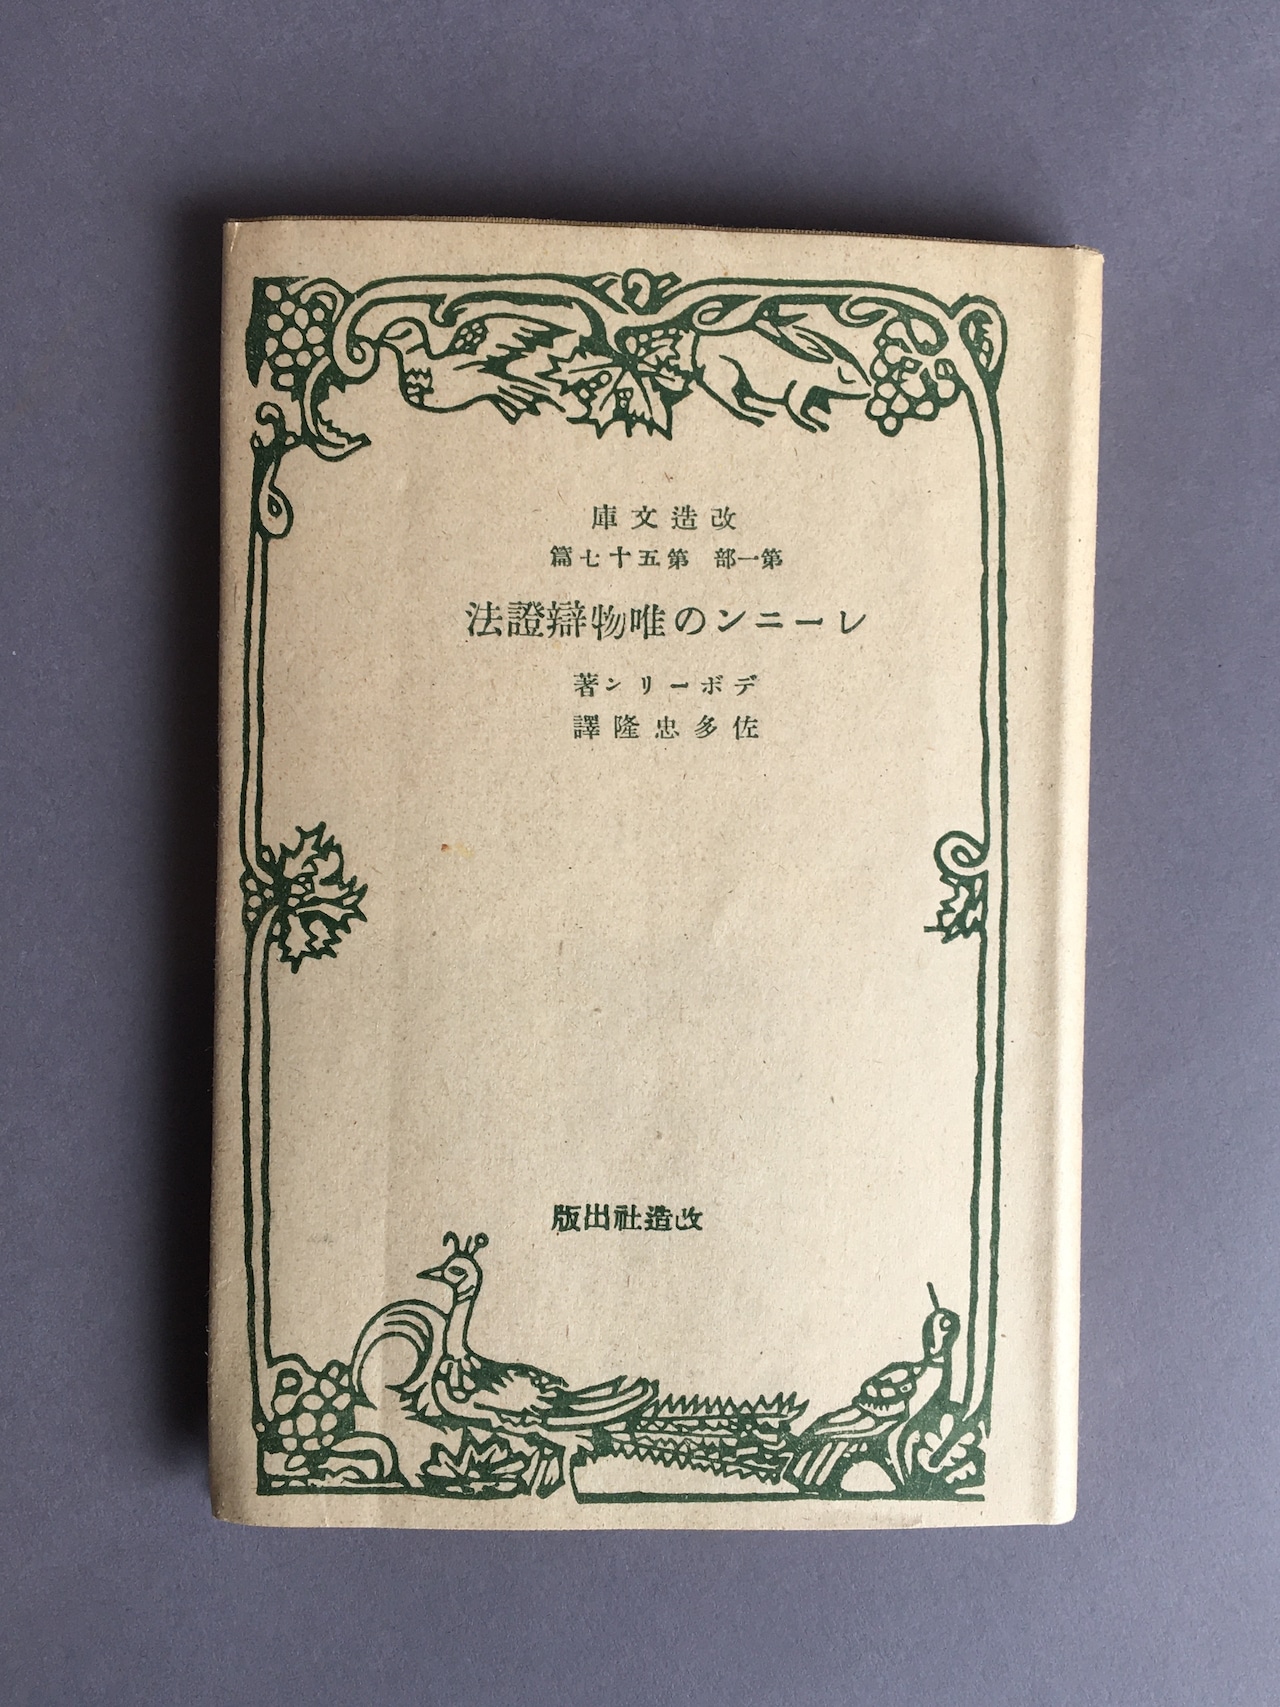 改造文庫
第一部 第五十七篇
レーニンの唯物辯證法
デボーリン著
佐多忠隆譯
改造社出版